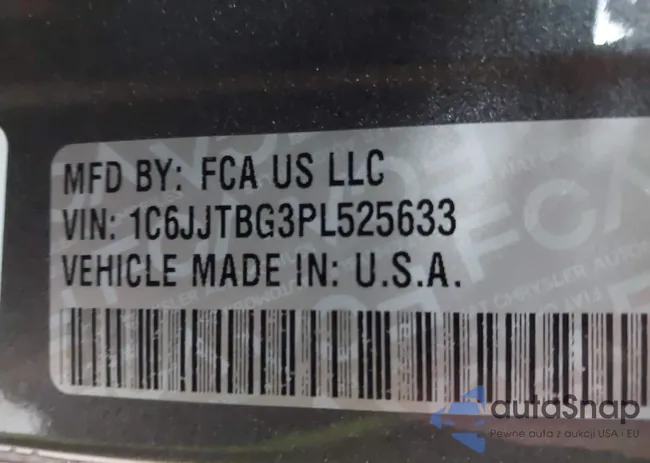 MFD BY: FCA US LLC
VIN: 1C6JJTBG3PL525633
VEHICLE MADE IN: U.S.A.
autoSnap
Pewne auta z aukcji USA i EU